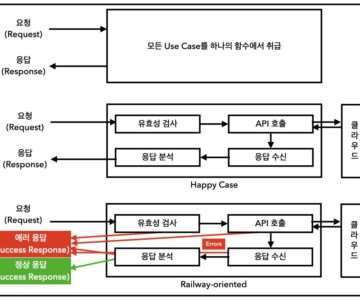 요청
(Request)
모든 Use Case를 하나의 함수에서 취급
응답
(Response)
요청
(Request)
유효성 검사
API 호출
클라우드
응답
(Response)
응답 분석
응답 수신
Happy Case
요청
(Request)
유효성 검사
API 호출
클라우드
에러 응답
uccess Response)
Errors
응답 분석
응답 수신
정상 응답
uccess Response)
Railway-oriented